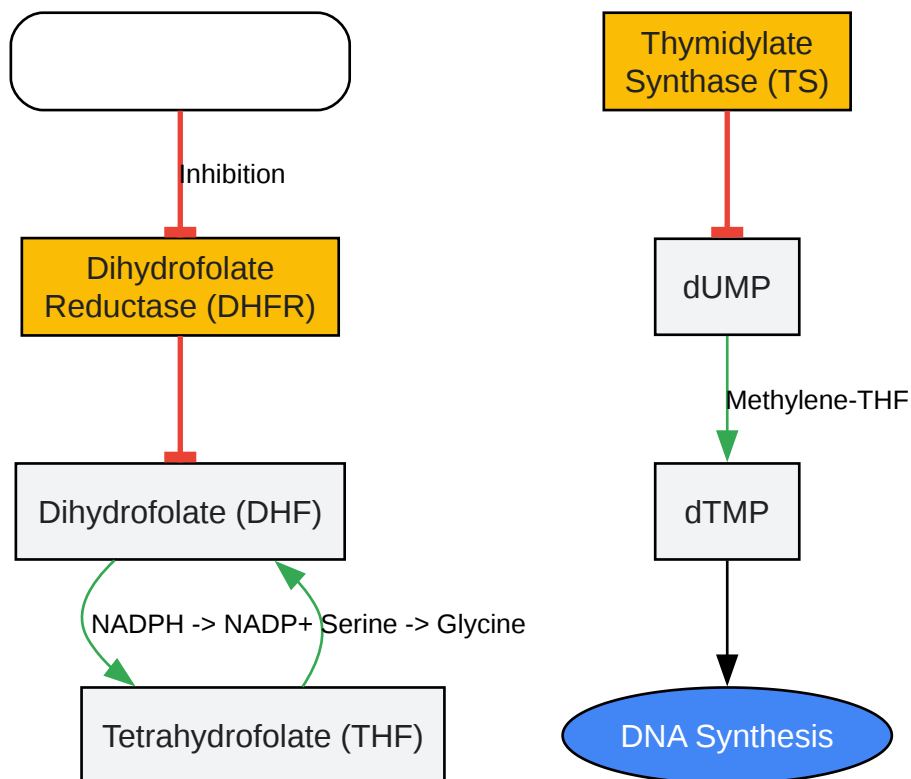 Thymidylate
Synthase (TS)
Inhibition
Dihydrofolate
Reductase (DHFR)
dUMP
Methylene-THF
Dihydrofolate (DHF)
dTMP
NADPH -> NADP+
Serine -> Glycine
Tetrahydrofolate (THF)
DNA Synthesis